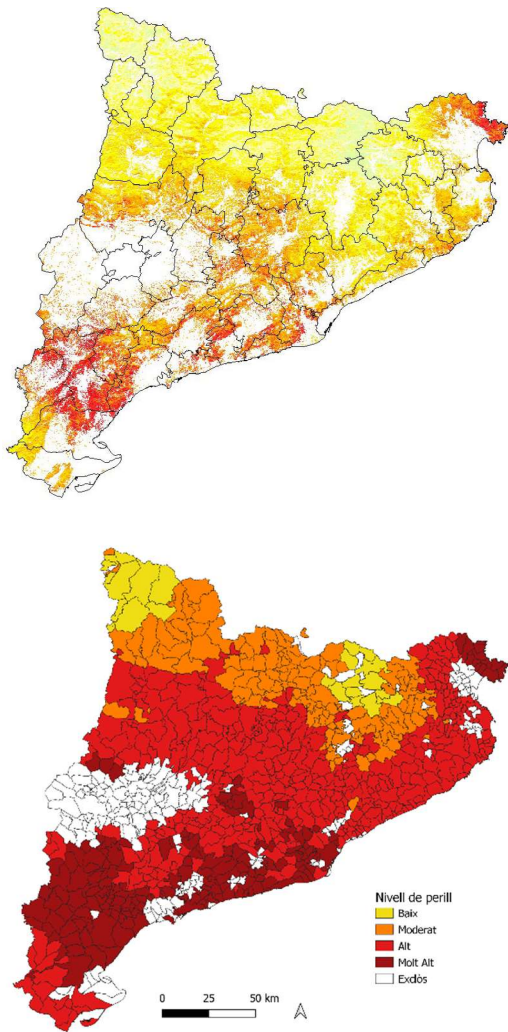 Nivell de perill
Baix
Moderat
Alt
Molt Alt
Exclòs
0 25 50 km